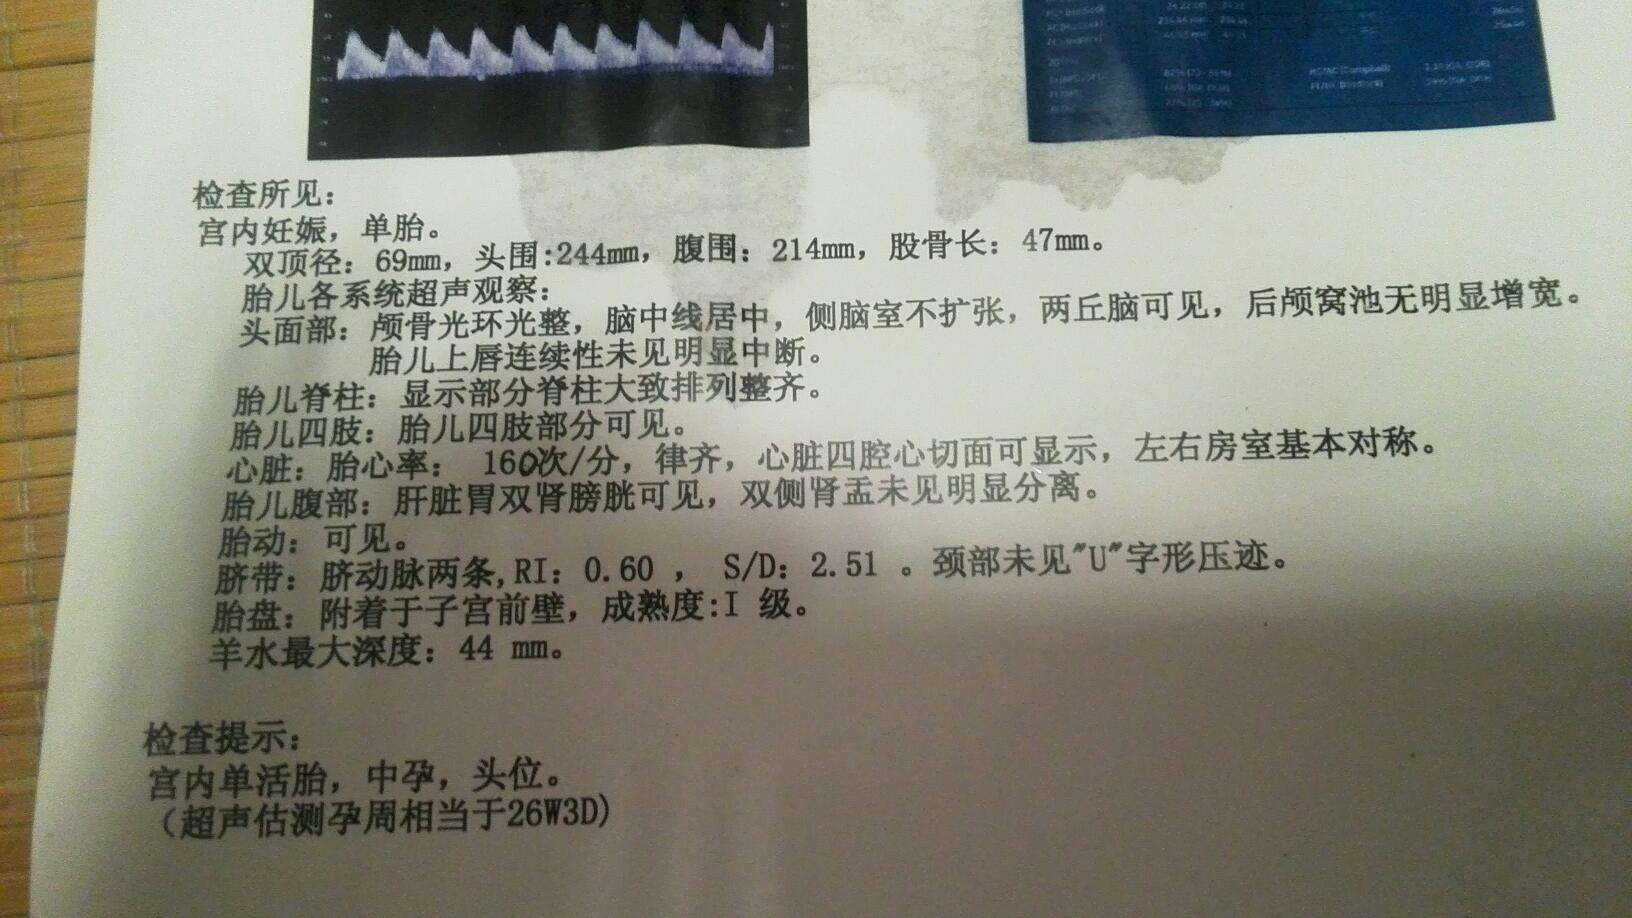 检查所见：
宫内妊娠，单胎。
双顶径：69mm，头围:244mm，腹围：214mm，股骨长：47mm。
胎儿各系统超声观察：
头面部：颅骨光环光整，脑中线居中，侧脑室不扩张，两丘脑可见，后颅窝池无明显增宽。
胎儿上唇连续性未见明显中断。
胎儿脊柱：显示部分脊柱大致排列整齐。
胎儿四肢：胎儿四肢部分可见。
心脏：胎心率：160次/分，律齐，心脏四腔心切面可显示，左右房室基本对称。
胎儿腹部：肝脏胃双肾膀胱可见，双侧肾盂未见明显分离。
胎动：可见。
脐带：脐动脉两条,RI：0.60 ， S/D：2.51 。颈部未见"U"字形压迹。
胎盘：附着于子宫前壁，成熟度:I 级。
羊水最大深度：44 mm。
检查提示：
宫内单活胎，中孕，头位。
（超声估测孕周相当于26W3D)